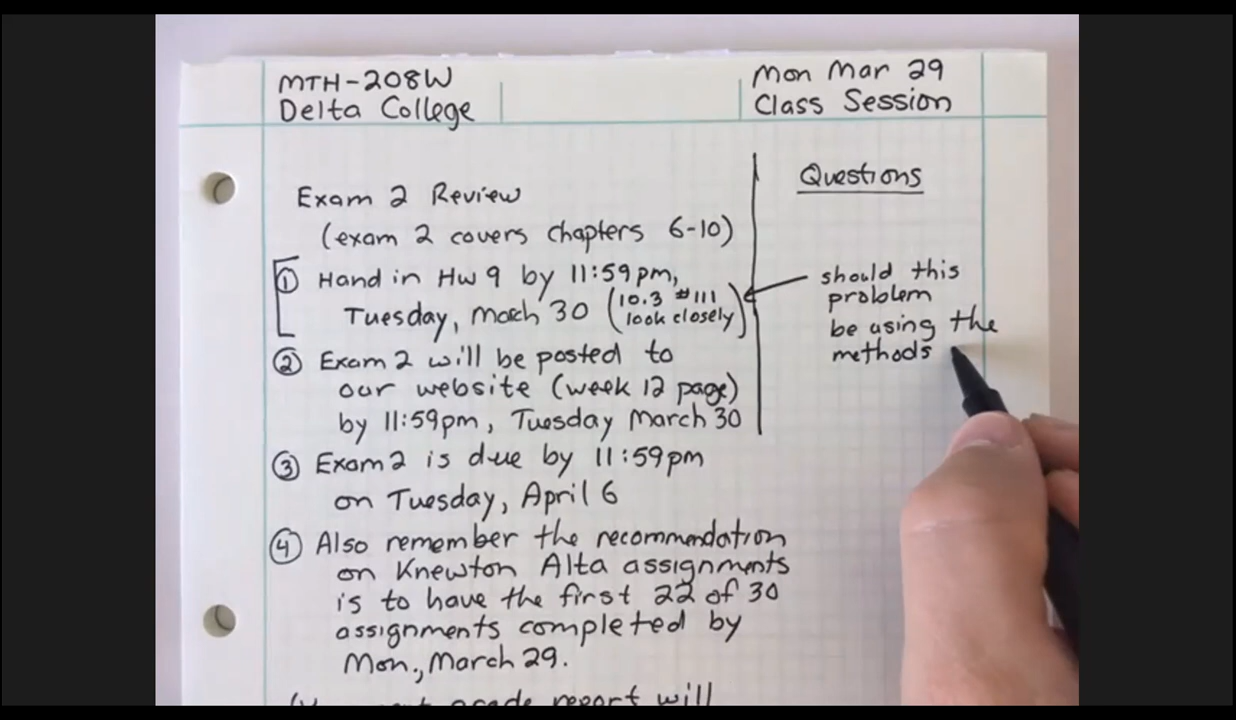 MTH-208W
Delta College
Mon Mar 29
Class Session
Exam 2 Review
(exam 2 covers chapters 6-10)
① Hand in Hw 9 by 11:59pm,
Tuesday, March 30 (10.3 #111
look closely)
② Exam 2 will be posted to
our website (week 12 page)
by 11:59pm, Tuesday March 30
③ Exam 2 is due by 11:59pm
on Tuesday, April 6
④ Also remember the recommendation
on Knewton Alta assignments
is to have the first 22 of 30
assignments completed by
Mon., March 29.
grade report will
Questions
should this
problem
be using the
methods